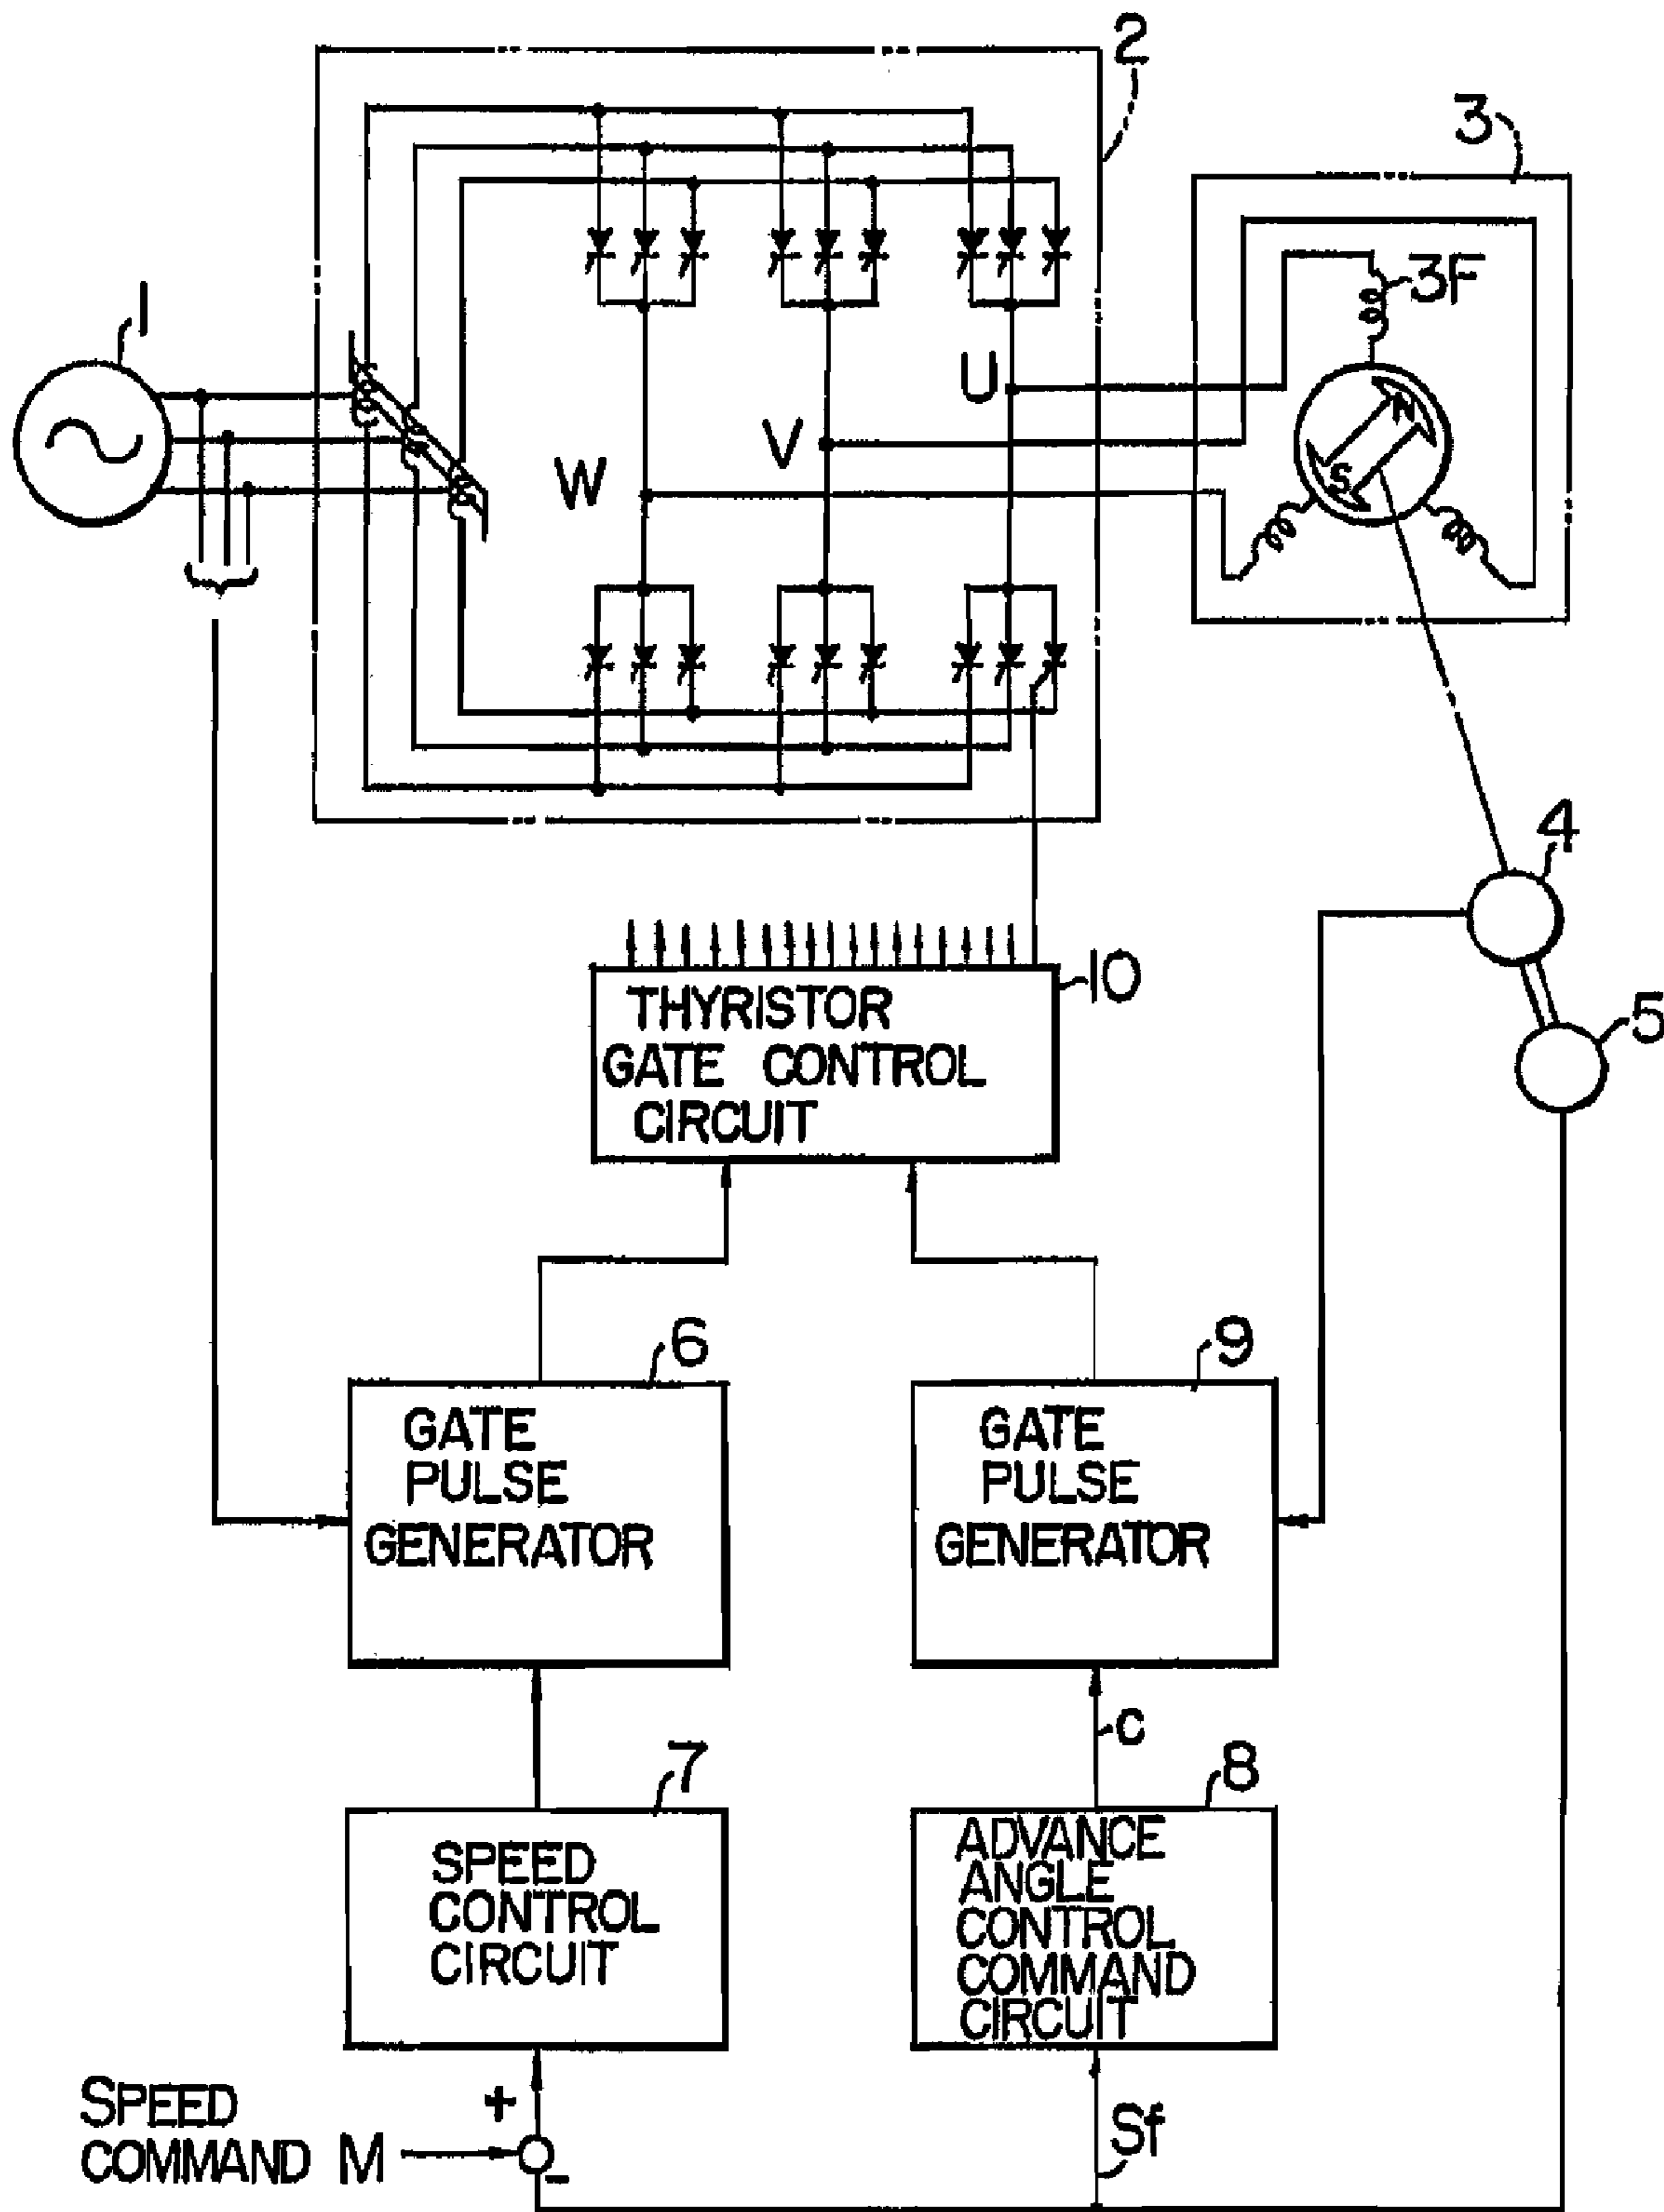 2
3
1
3F
U
N
V
S
W
4
10
THYRISTOR
GATE CONTROL
CIRCUIT
5
6
9
GATE
PULSE
GENERATOR
GATE
PULSE
GENERATOR
c
7
8
SPEED
CONTROL
CIRCUIT
ADVANCE
ANGLE
CONTROL
COMMAND
CIRCUIT
SPEED
COMMAND M
+
-
Sf